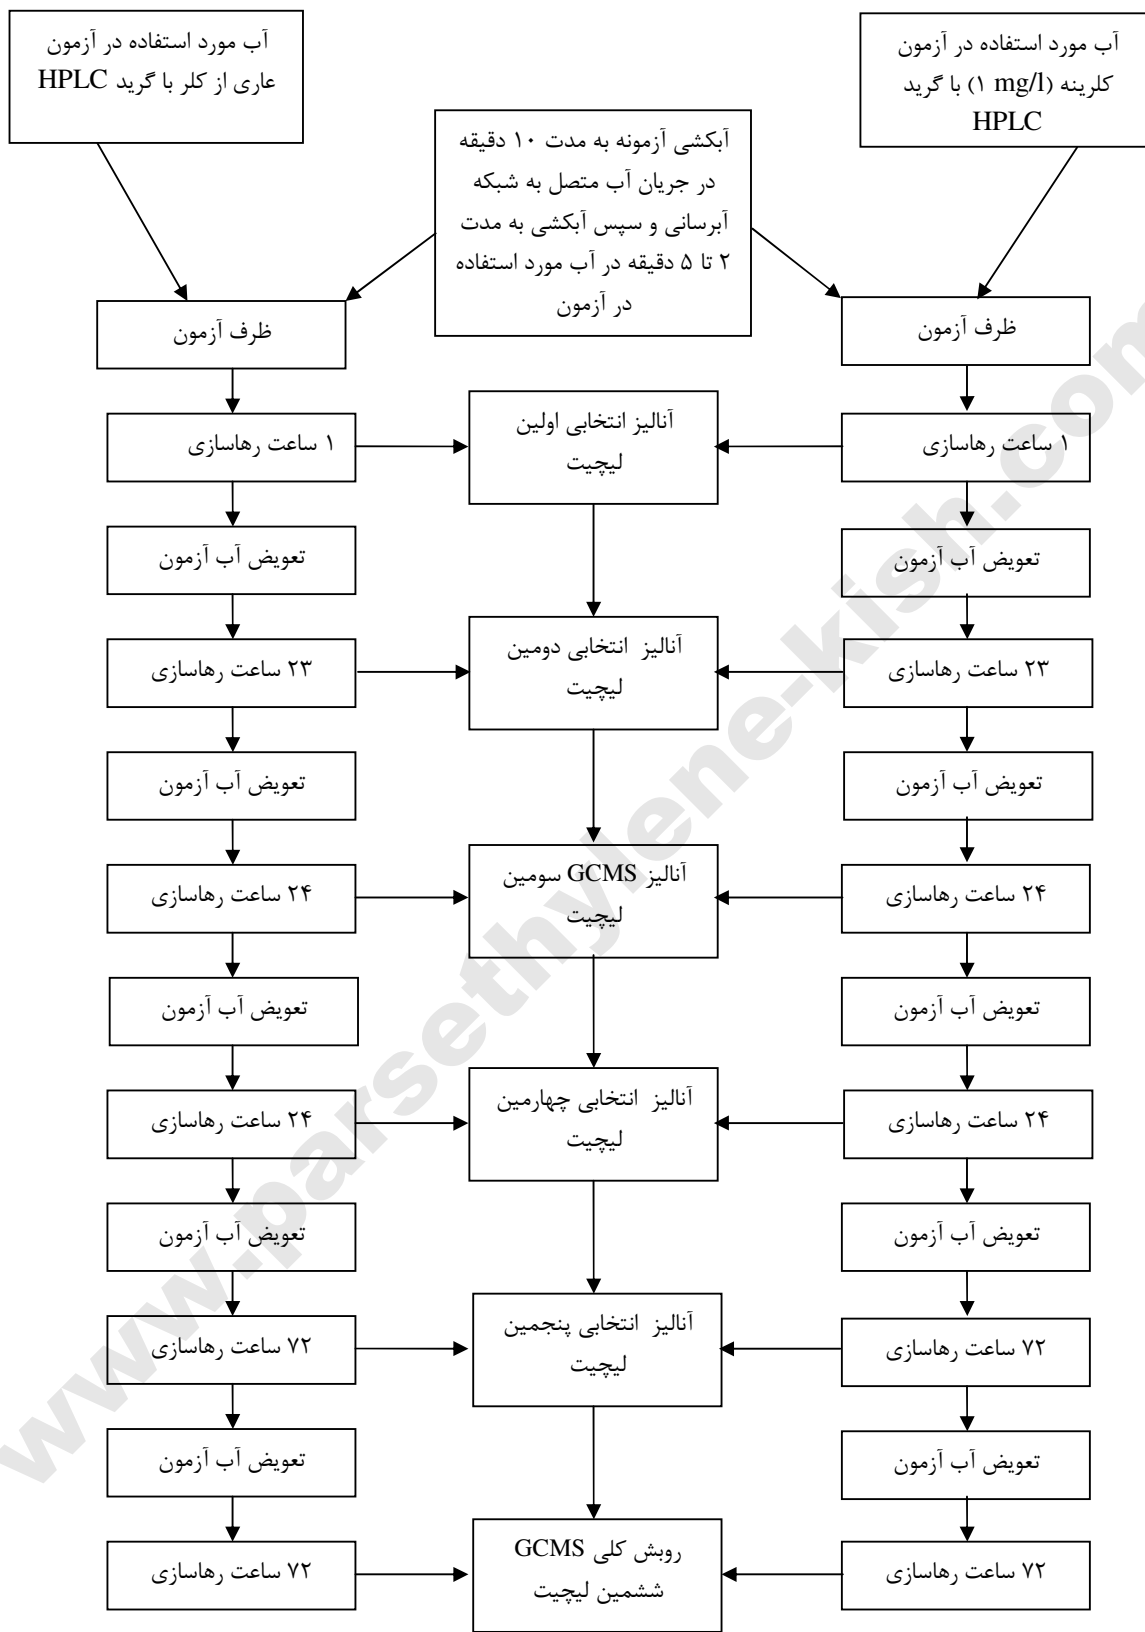 آب مورد استفاده در آزمون
کلرینه (۱ mg/l) با گرید
HPLC
آب مورد استفاده در آزمون
عاری از کلر با گرید HPLC
آبکشی آزمونه به مدت ۱۰ دقیقه
در جریان آب متصل به شبکه
آبرسانی و سپس آبکشی به مدت
۲ تا ۵ دقیقه در آب مورد استفاده
در آزمون
ظرف آزمون
ظرف آزمون
۱ ساعت رهاسازی
آنالیز انتخابی اولین
لیچیت
۱ ساعت رهاسازی
تعویض آب آزمون
تعویض آب آزمون
۲۳ ساعت رهاسازی
آنالیز انتخابی دومین
لیچیت
۲۳ ساعت رهاسازی
تعویض آب آزمون
تعویض آب آزمون
۲۴ ساعت رهاسازی
آنالیز GCMS سومین
لیچیت
۲۴ ساعت رهاسازی
تعویض آب آزمون
تعویض آب آزمون
۲۴ ساعت رهاسازی
آنالیز انتخابی چهارمین
لیچیت
۲۴ ساعت رهاسازی
تعویض آب آزمون
تعویض آب آزمون
۷۲ ساعت رهاسازی
آنالیز انتخابی پنجمین
لیچیت
۷۲ ساعت رهاسازی
تعویض آب آزمون
تعویض آب آزمون
۷۲ ساعت رهاسازی
روبش کلی GCMS
ششمین لیچیت
۷۲ ساعت رهاسازی
www.parsethylene-kish.com